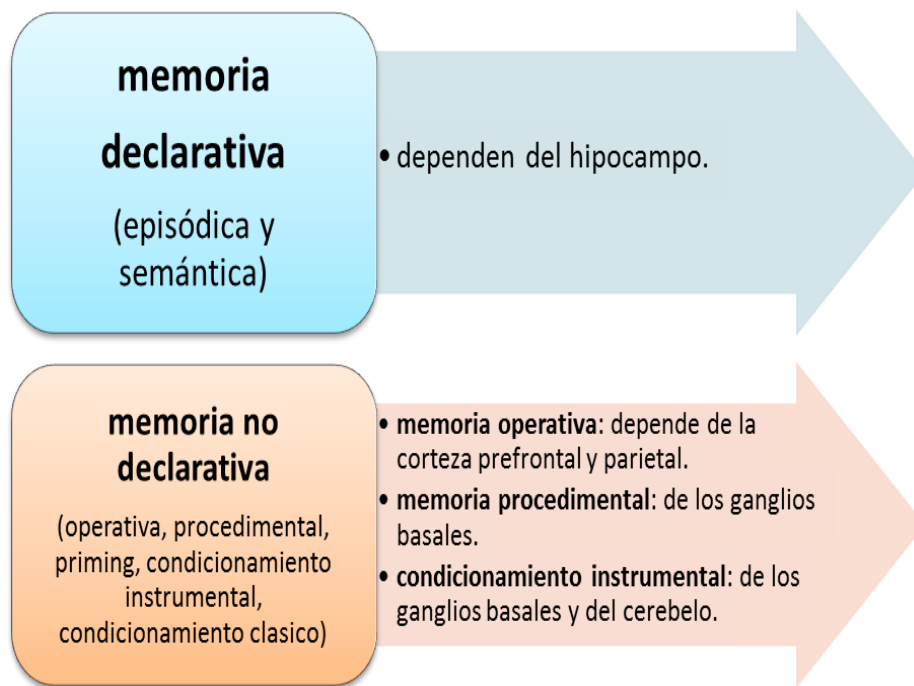 memoria
declarativa
(episódica y
semántica)
• dependen del hipocampo.
memoria no
declarativa
(operativa, procedimental,
priming, condicionamiento
instrumental,
condicionamiento clasico)
• memoria operativa: depende de la
corteza prefrontal y parietal.
• memoria procedimental: de los ganglios
basales.
• condicionamiento instrumental: de los
ganglios basales y del cerebelo.